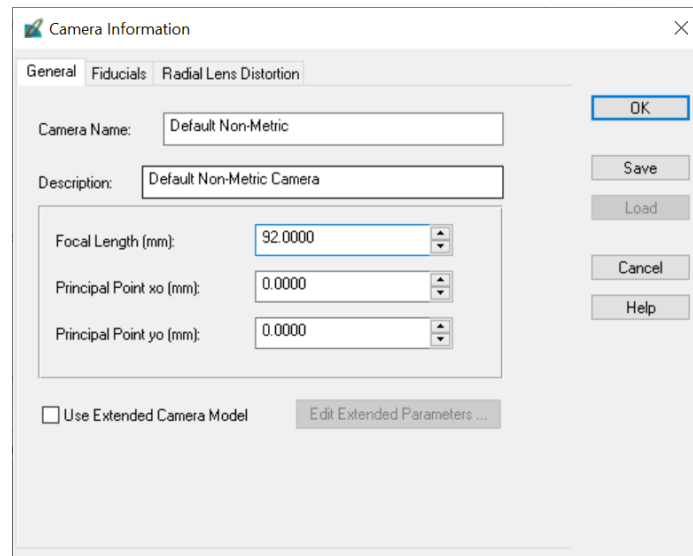 Camera Information
General Fiducials Radial Lens Distortion
OK
Camera Name: Default Non-Metric
Save
Description: Default Non-Metric Camera
Load
Focal Length (mm): 92.0000
Cancel
Principal Point xo (mm): 0.0000
Help
Principal Point yo (mm): 0.0000
Use Extended Camera Model Edit Extended Parameters ...